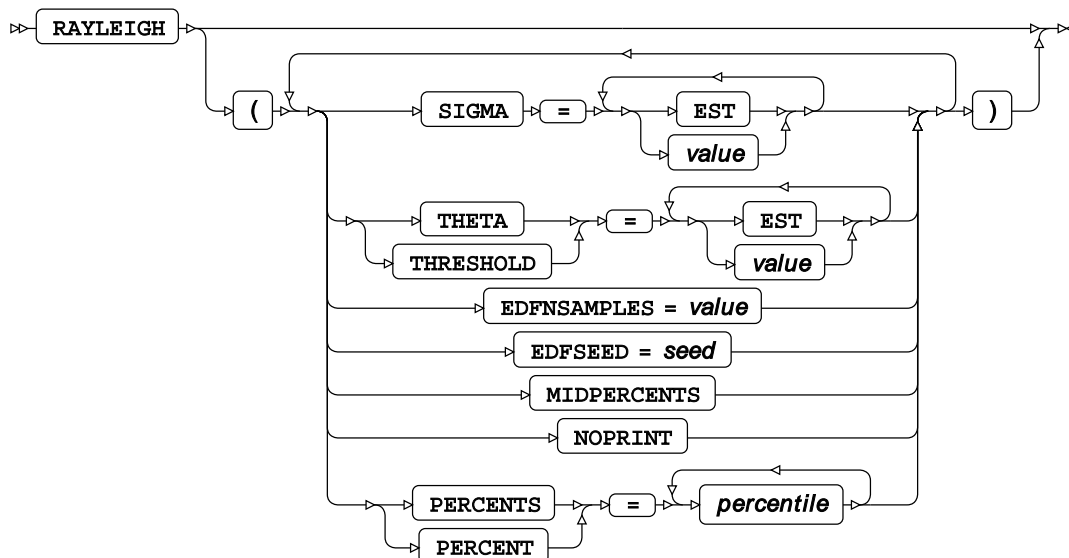 RAYLEIGH
( SIGMA = EST )
value
THETA = EST
THRESHOLD value
EDFNSAMPLES = value
EDFSEED = seed
MIDPERCENTS
NOPRINT
PERCENTS = percentile
PERCENT